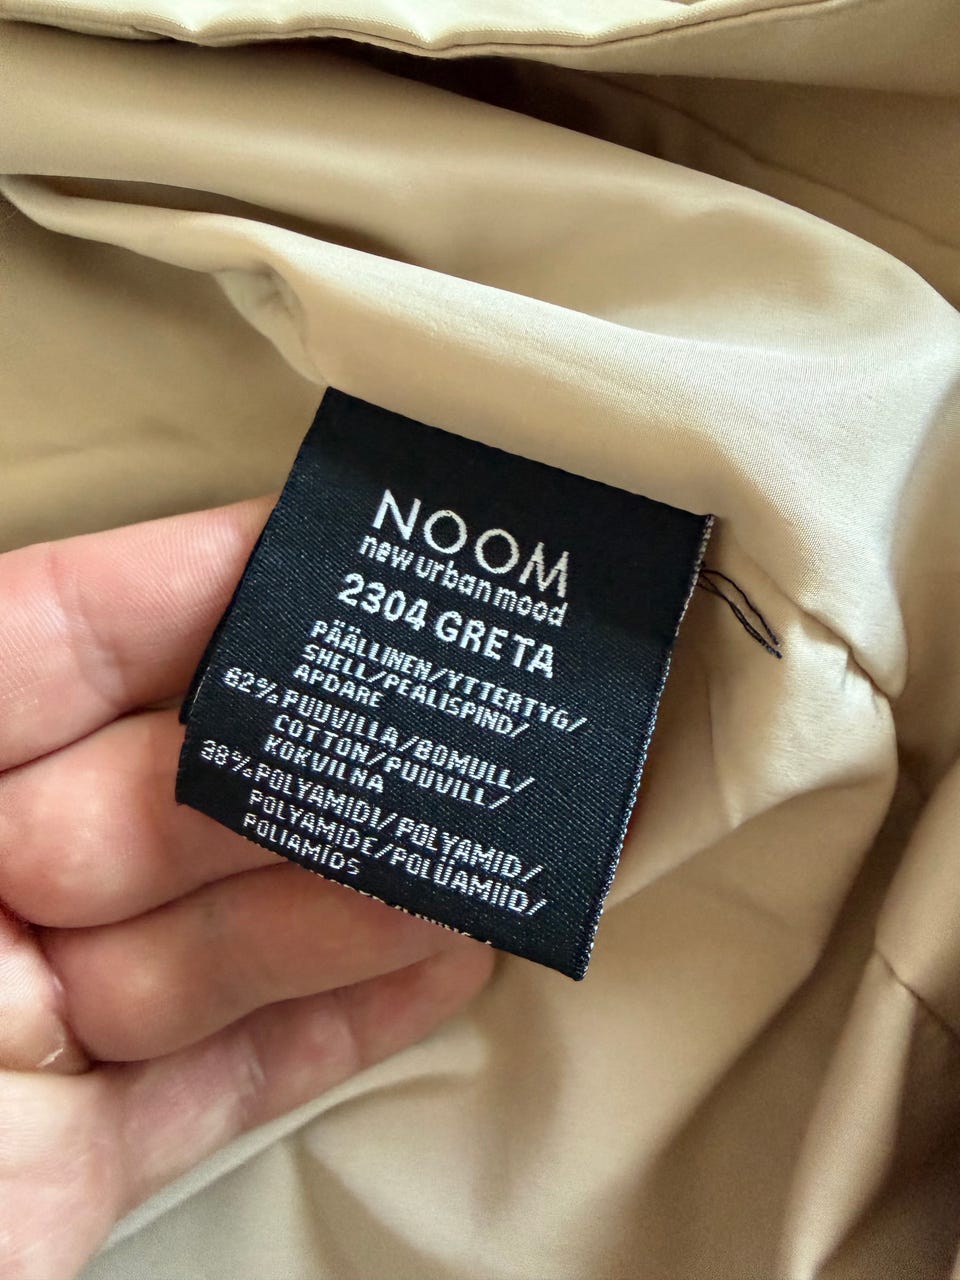 NOOM
new urban mood
2304 GRETA
PÄÄLLINEN/YTTERTYG/
SHELL/PEALISPIND/
APDARE
62% PUUVILLA/BOMULL/
COTTON/PUUVILL/
KOKVILNA
38% POLYAMIDI/POLYAMID/
POLYAMIDE/POLÜAMIID/
POLIAMĪDS